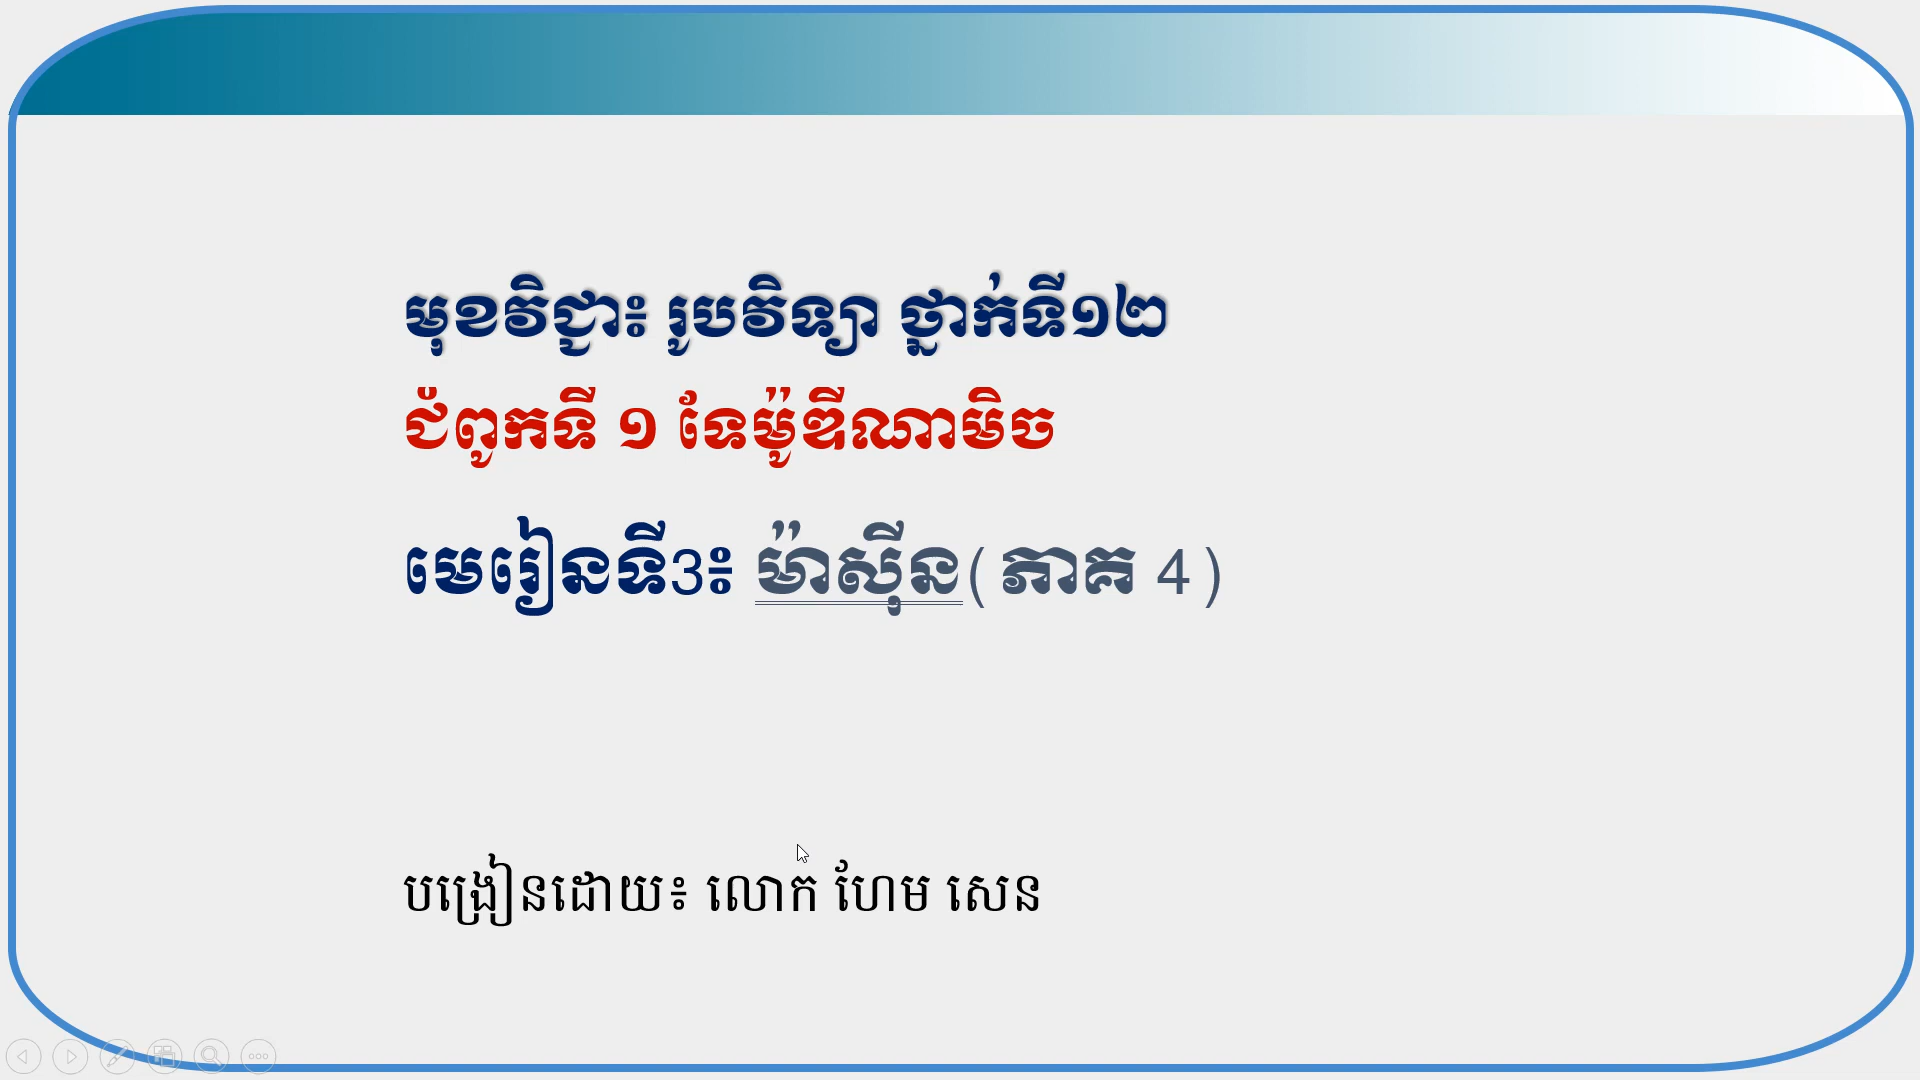 មុខវិជ្ជា៖ រូបវិទ្យា ថ្នាក់ទី១២
ជំពូកទី ១ ទែម៉ូឌីណាមិច
មេរៀនទី3៖ ម៉ាស៊ីន( ភាគ 4 )
បង្រៀនដោយ៖ លោក ហែម សេន